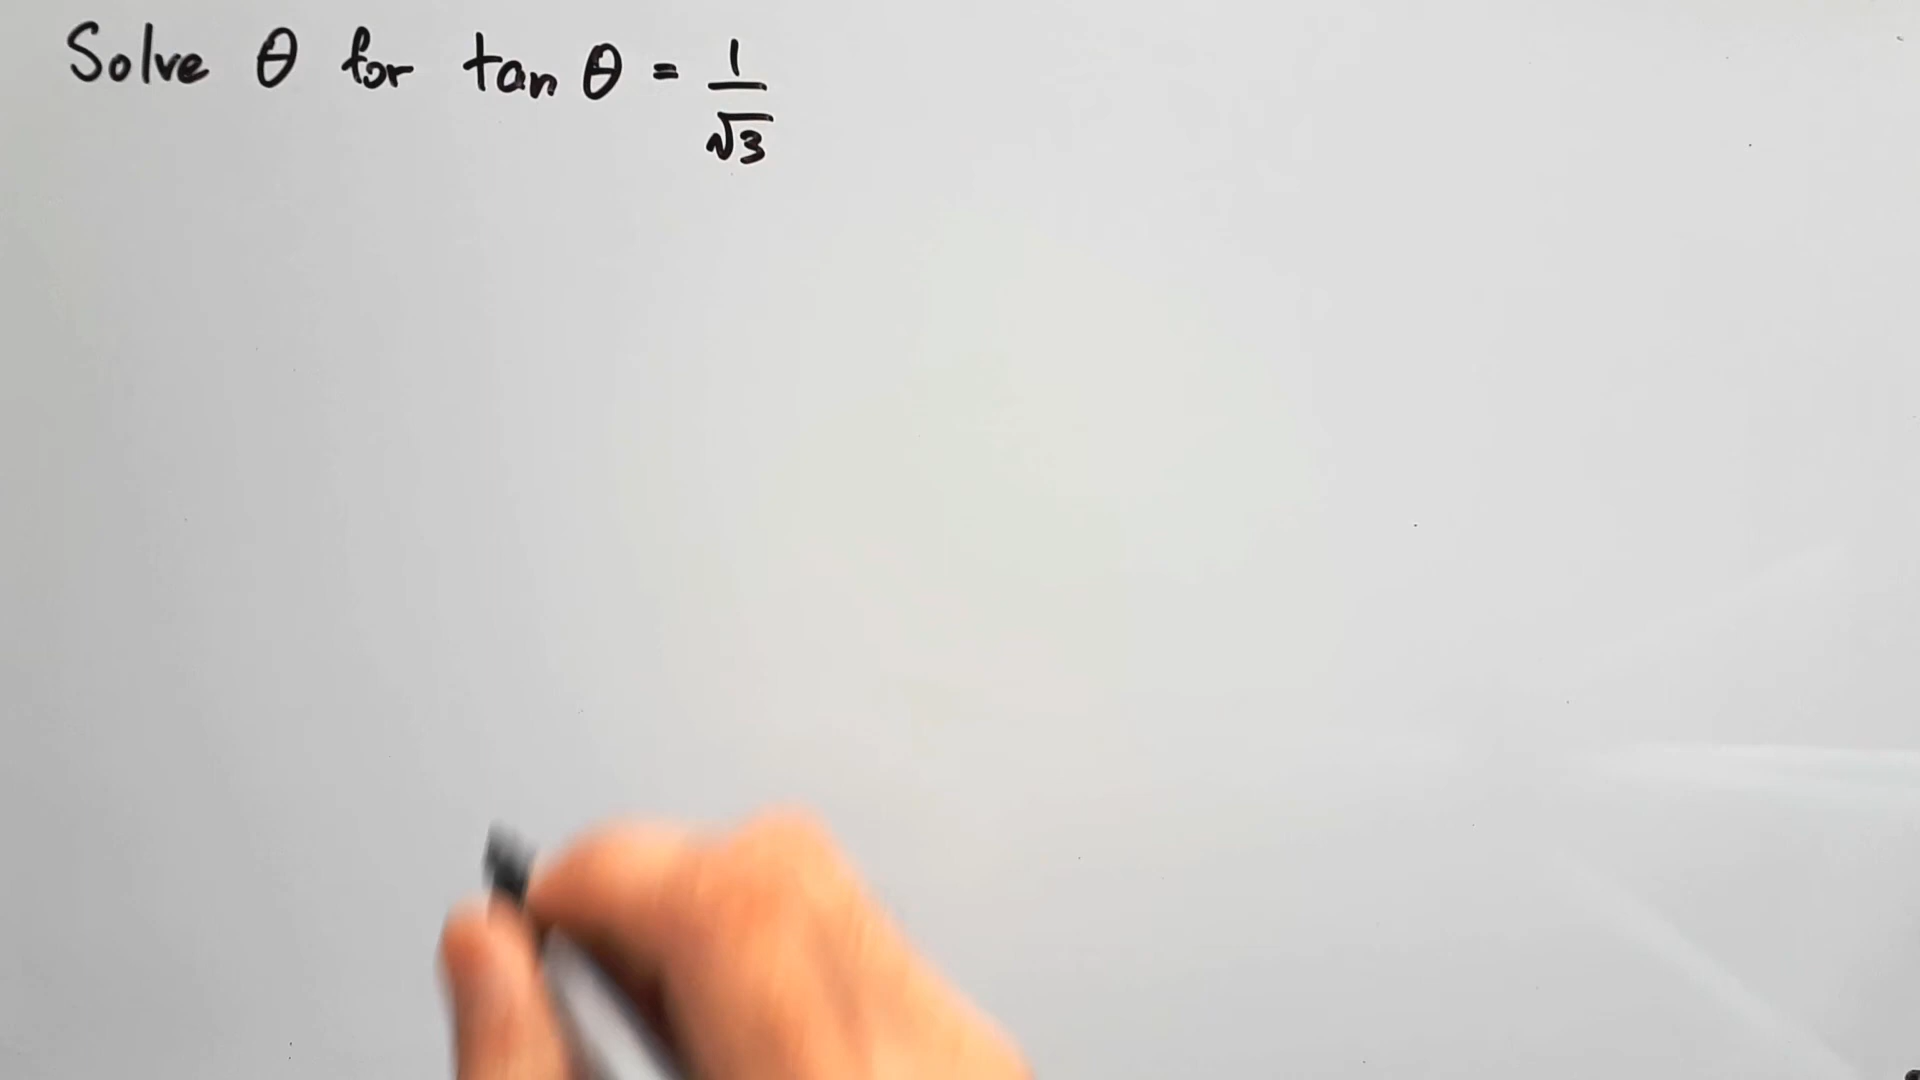 Solve θ for tan θ = 1/√3